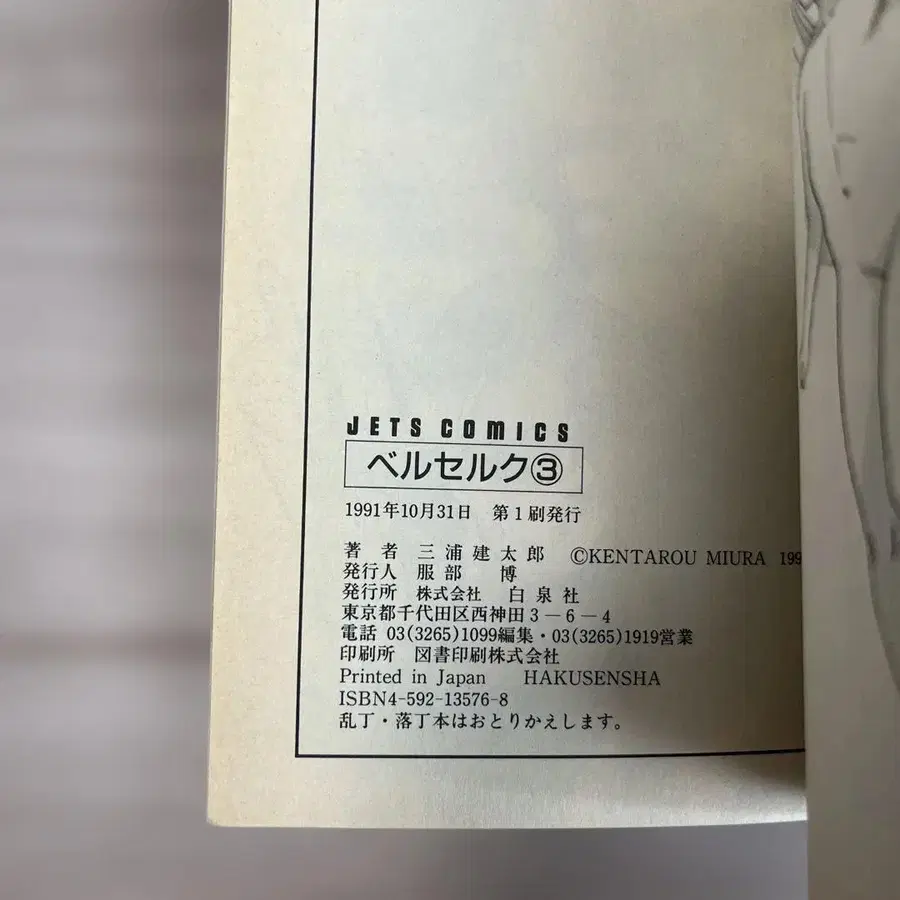 JETS COMICS
ベルセルク③
1991年10月31日 第1刷発行
著 者 三浦建太郎 ©KENTAROU MIURA
発行人 服部 博
発行所 株式会社 白泉社
東京都千代田区西神田3-6-4
電話 03(3265)1099編集・03(3265)1919営業
印刷所 図書印刷株式会社
Printed in Japan HAKUSENSHA
ISBN4-592-13576-8
乱丁・落丁本はおとりかえします。